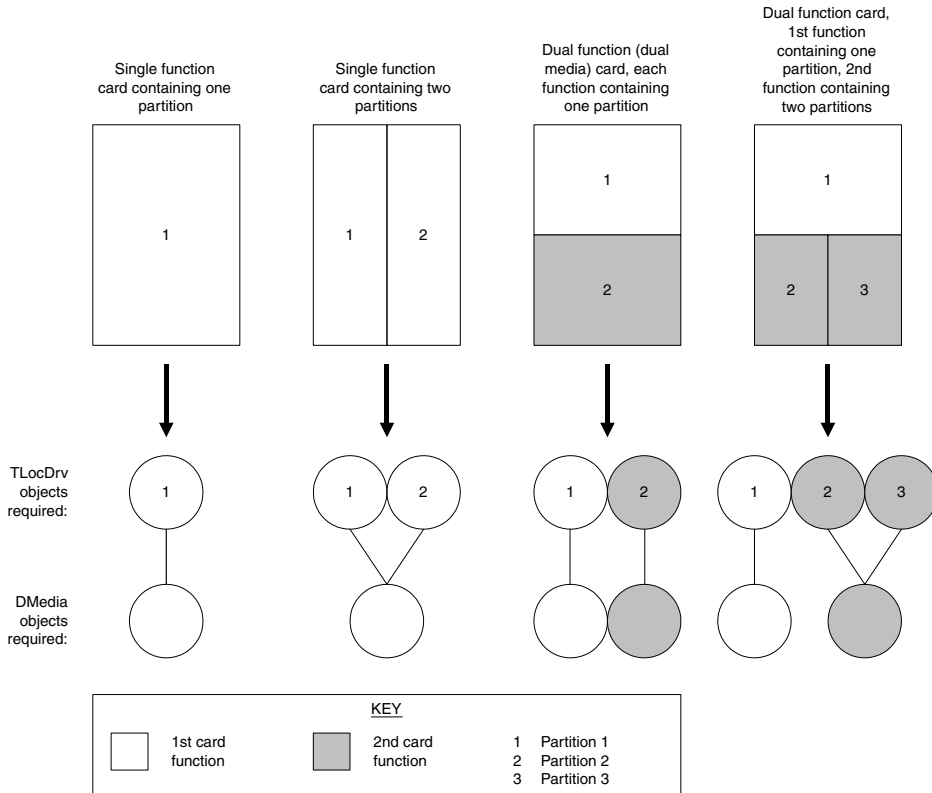 Single function
card containing one
partition
Single function
card containing two
partitions
Dual function (dual
media) card, each
function containing
one partition
Dual function card,
1st function
containing one
partition, 2nd
function containing
two partitions
1
1 2
1
2
1
2 3
TLocDrv
objects
required:
1
1 2
1 2
1 2 3
DMedia
objects
required:
KEY
1st card
function
2nd card
function
1 Partition 1
2 Partition 2
3 Partition 3